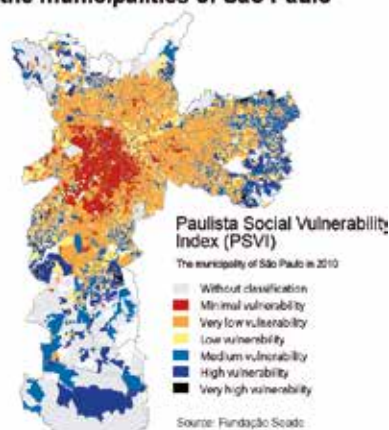 the municipalities of São Paulo
Paulista Social Vulnerability
Index (PSVI)
The municipality of São Paulo in 2010
Without classification
Minimal vulnerability
Very low vulnerability
Low vulnerability
Medium vulnerability
High vulnerability
Very high vulnerability
Source: Fundação Seade